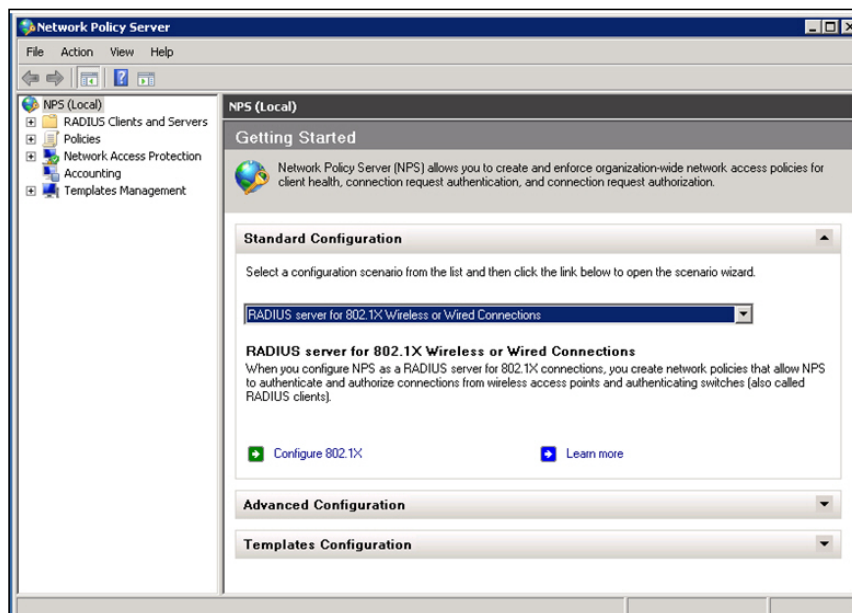 Network Policy Server
File Action View Help
NPS (Local)
RADIUS Clients and Servers
Policies
Network Access Protection
Accounting
Templates Management
NPS (Local)
Getting Started
Network Policy Server (NPS) allows you to create and enforce organization-wide network access policies for
client health, connection request authentication, and connection request authorization.
Standard Configuration
Select a configuration scenario from the list and then click the link below to open the scenario wizard.
RADIUS server for 802.1X Wireless or Wired Connections
RADIUS server for 802.1X Wireless or Wired Connections
When you configure NPS as a RADIUS server for 802.1X connections, you create network policies that allow NPS
to authenticate and authorize connections from wireless access points and authenticating switches (also called
RADIUS clients).
Configure 802.1X Learn more
Advanced Configuration
Templates Configuration